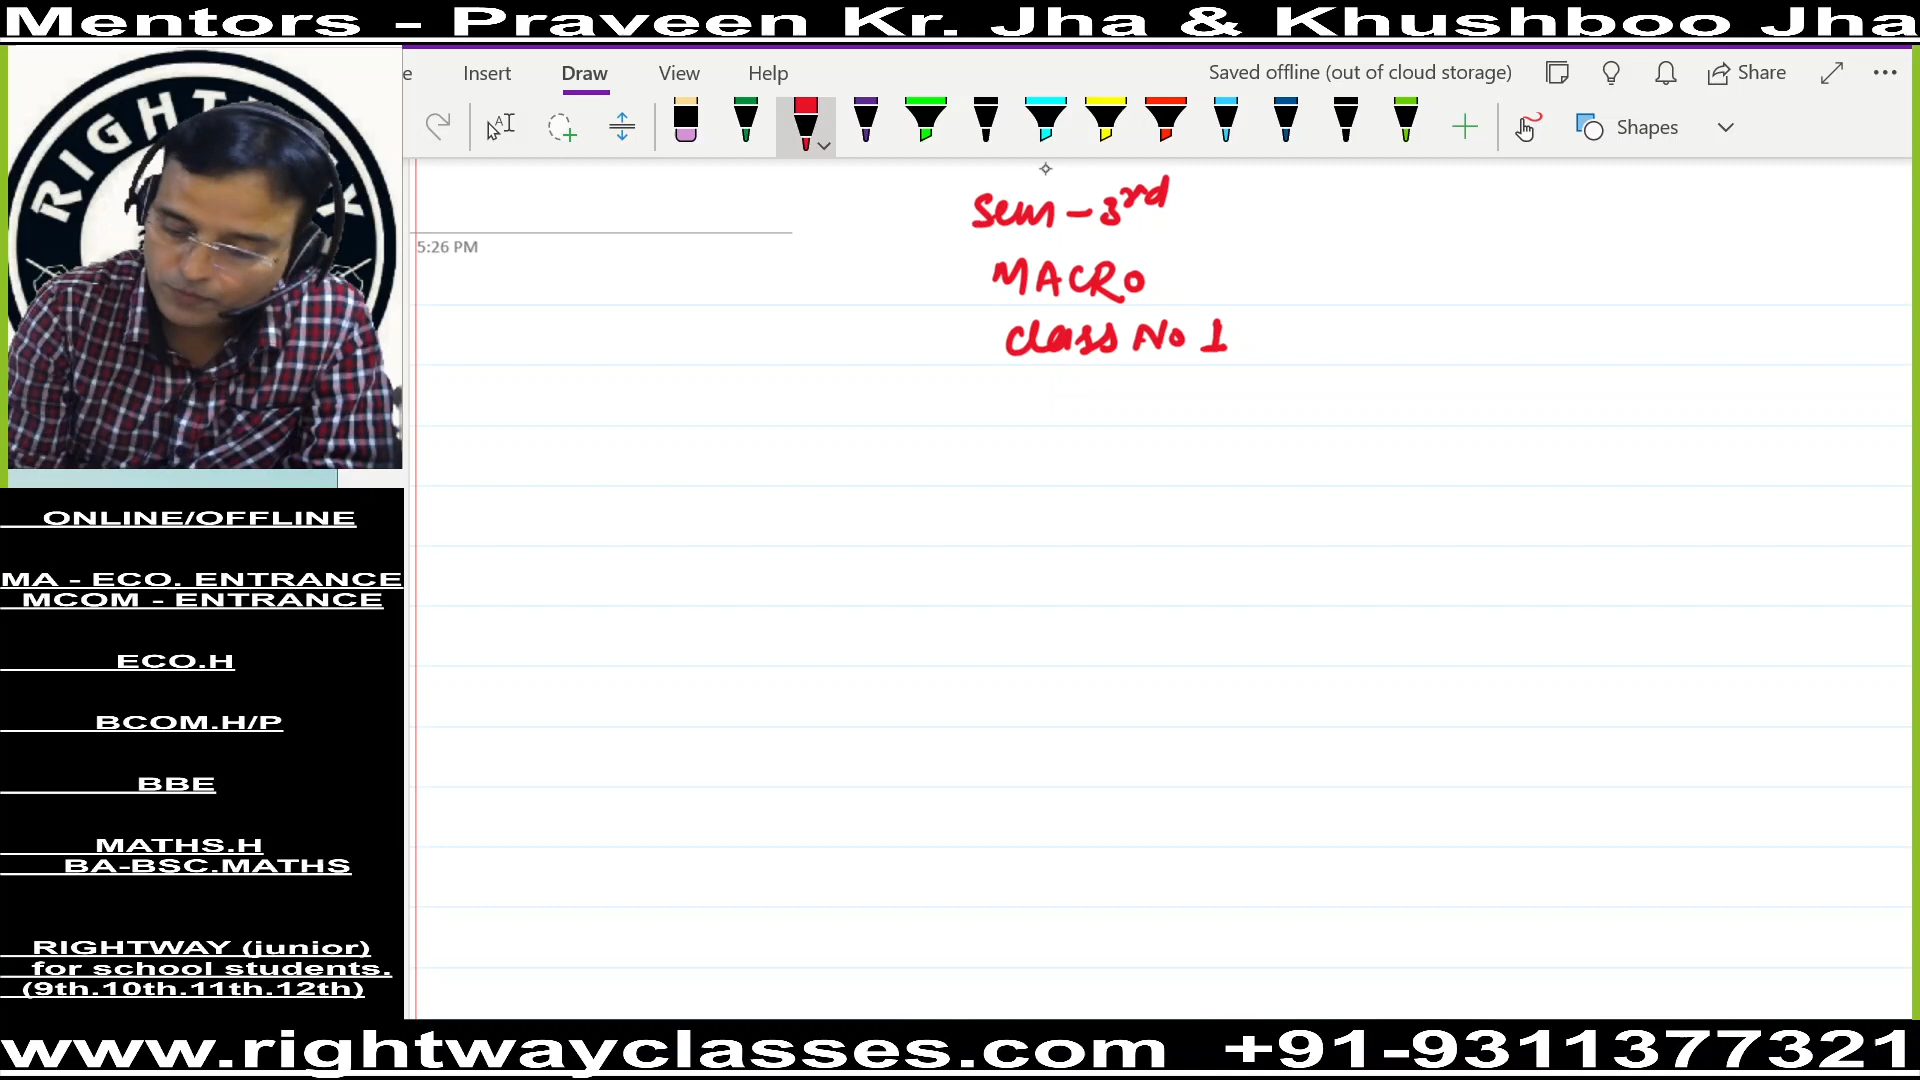 Mentors - Praveen Kr. Jha & Khushboo Jha
RIGHT W Y
e Insert Draw View Help
Saved offline (out of cloud storage)
Share
Shapes
5:26 PM
Sem - 3rd
MACRO
Class No 1
ONLINE/OFFLINE
MA - ECO. ENTRANCE
MCOM - ENTRANCE
ECO.H
BCOM.H/P
BBE
MATHS.H
BA-BSC.MATHS
RIGHTWAY (junior)
for school students.
(9th.10th.11th.12th)
www.rightwayclasses.com +91-9311377321